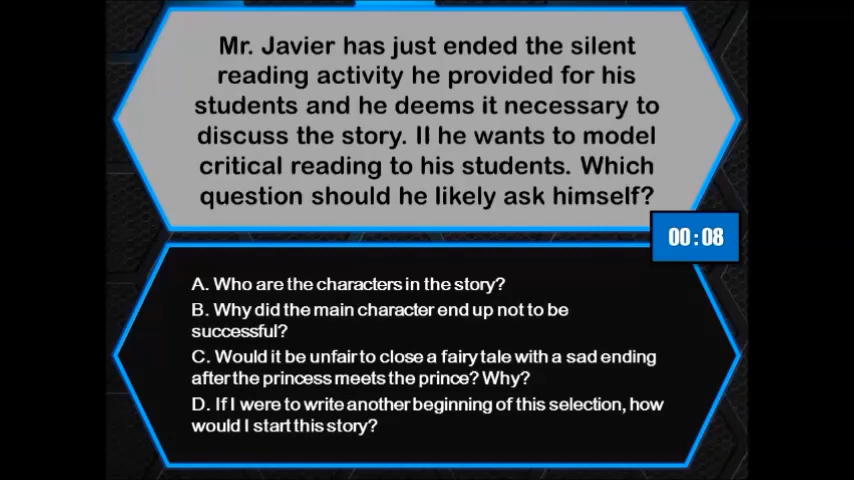 Mr. Javier has just ended the silent
reading activity he provided for his
students and he deems it necessary to
discuss the story. II he wants to model
critical reading to his students. Which
question should he likely ask himself?
00:08
A. Who are the characters in the story?
B. Why did the main character end up not to be
successful?
C. Would it be unfair to close a fairy tale with a sad ending
after the princess meets the prince? Why?
D. If I were to write another beginning of this selection, how
would I start this story?